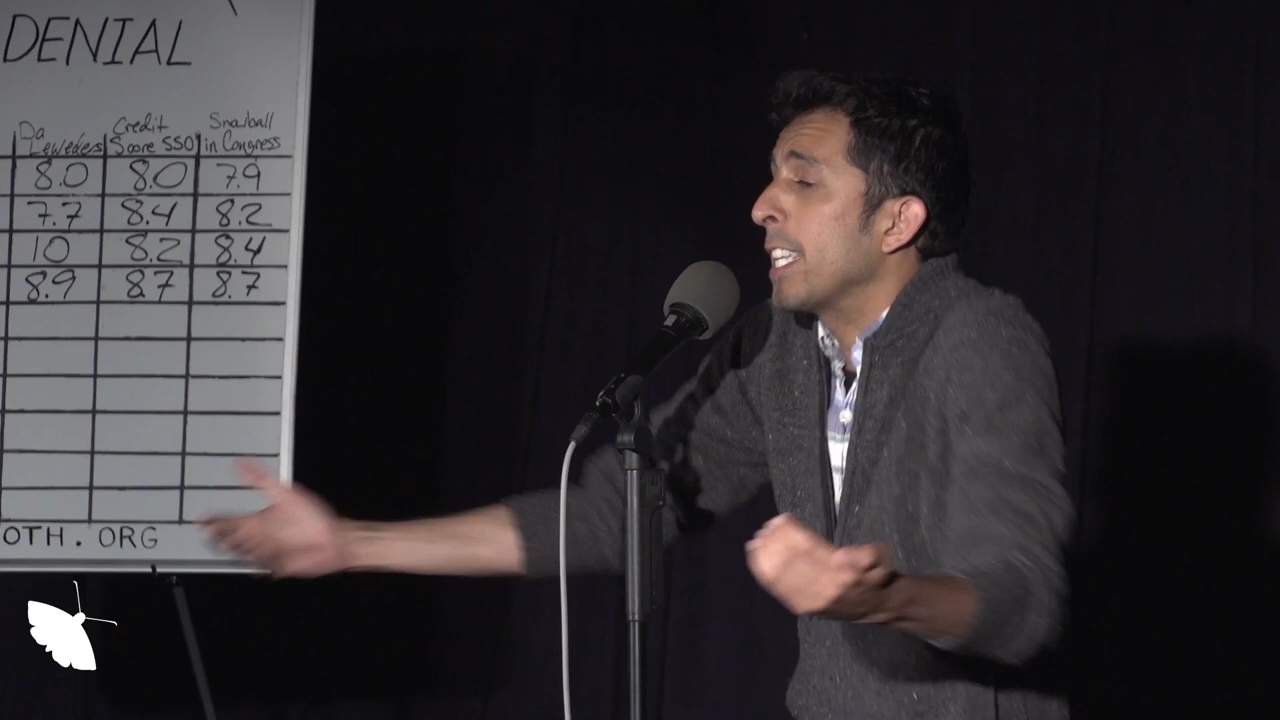 DENIAL
Da Credit Snowball
Leweders Score 550 in Congress
8.0 8.0 7.9
7.7 8.4 8.2
10 8.2 8.4
8.9 8.7 8.7
OTH.ORG